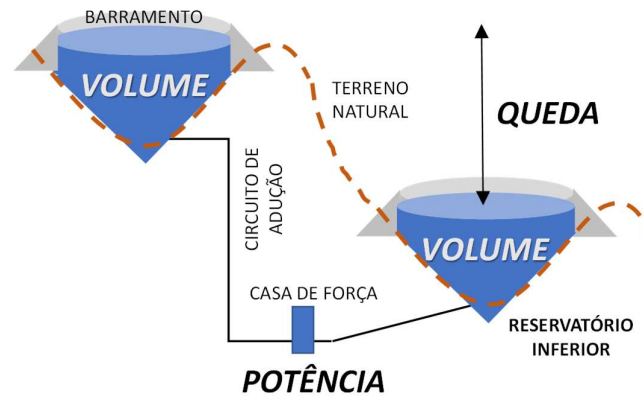 BARRAMENTO
VOLUME
TERRENO
NATURAL
QUEDA
CIRCUITO DE
ADUÇÃO
VOLUME
CASA DE FORÇA
RESERVATÓRIO
INFERIOR
POTÊNCIA